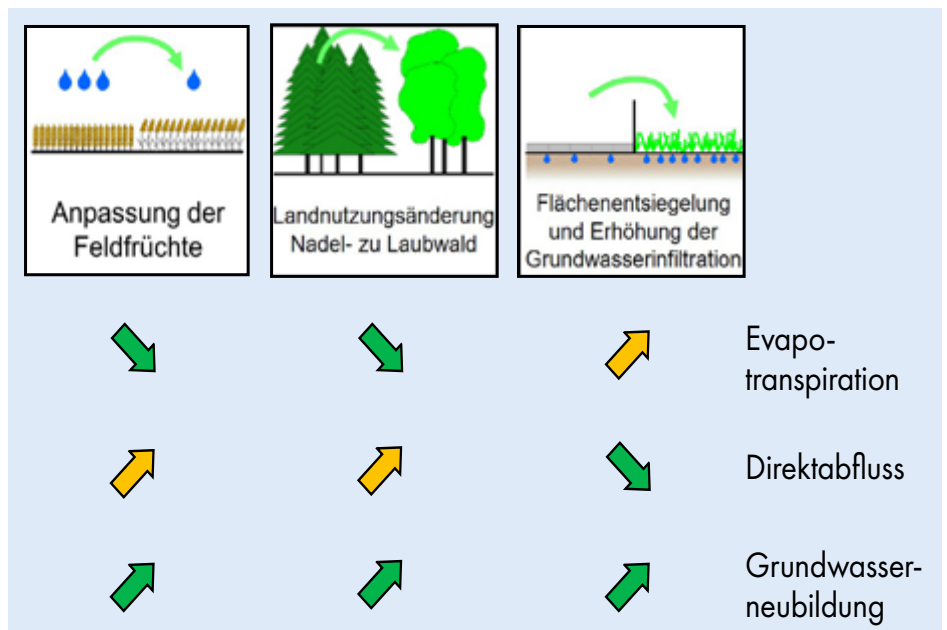 Anpassung der
Feldfrüchte
Landnutzungsänderung
Nadel- zu Laubwald
Flächenentsiegelung
und Erhöhung der
Grundwasserinfiltration
Evapo-
transpiration
Direktabfluss
Grundwasser-
neubildung